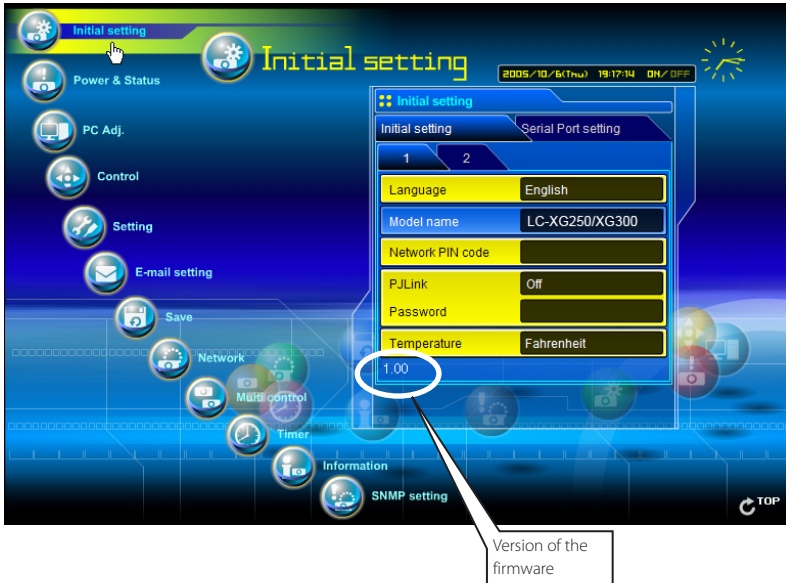 Initial setting
Power & Status
PC Adj.
Control
Setting
E-mail setting
Save
Network
Multi control
Timer
Information
SNMP setting
Initial setting
2005/10/6(Thu) 19:17:14 ON/OFF
Initial setting
Initial setting Serial Port setting
1 2
Language English
Model name LC-XG250/XG300
Network PIN code
PJLink Off
Password
Temperature Fahrenheit
1.00
TOP
Version of the
firmware